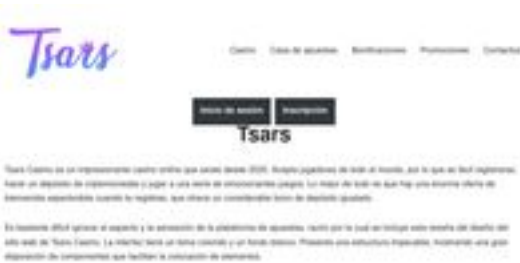 Tsars
Casino Casa de apuestas Bonificaciones Promociones Contactos
Inicio de sesión Inscripción
Tsars
Tsars Casino es un impresionante casino online que existe desde 2020. Acepta jugadores de todo el mundo, por lo que es fácil registrarse,
hacer un depósito de criptomonedas y jugar a una serie de emocionantes juegos. Lo mejor de todo es que hay una enorme oferta de
bienvenida esperándote cuando te registras, que ofrece un considerable bono de depósito igualado.
Es bastante difícil ignorar el aspecto y la sensación de la plataforma de apuestas, razón por la cual se incluye esta reseña del diseño del
sitio web de Tsars Casino. La interfaz tiene un tema colorido y un fondo blanco. Presenta una estructura impecable, mostrando una gran
disposición de componentes que facilitan la colocación de elementos.